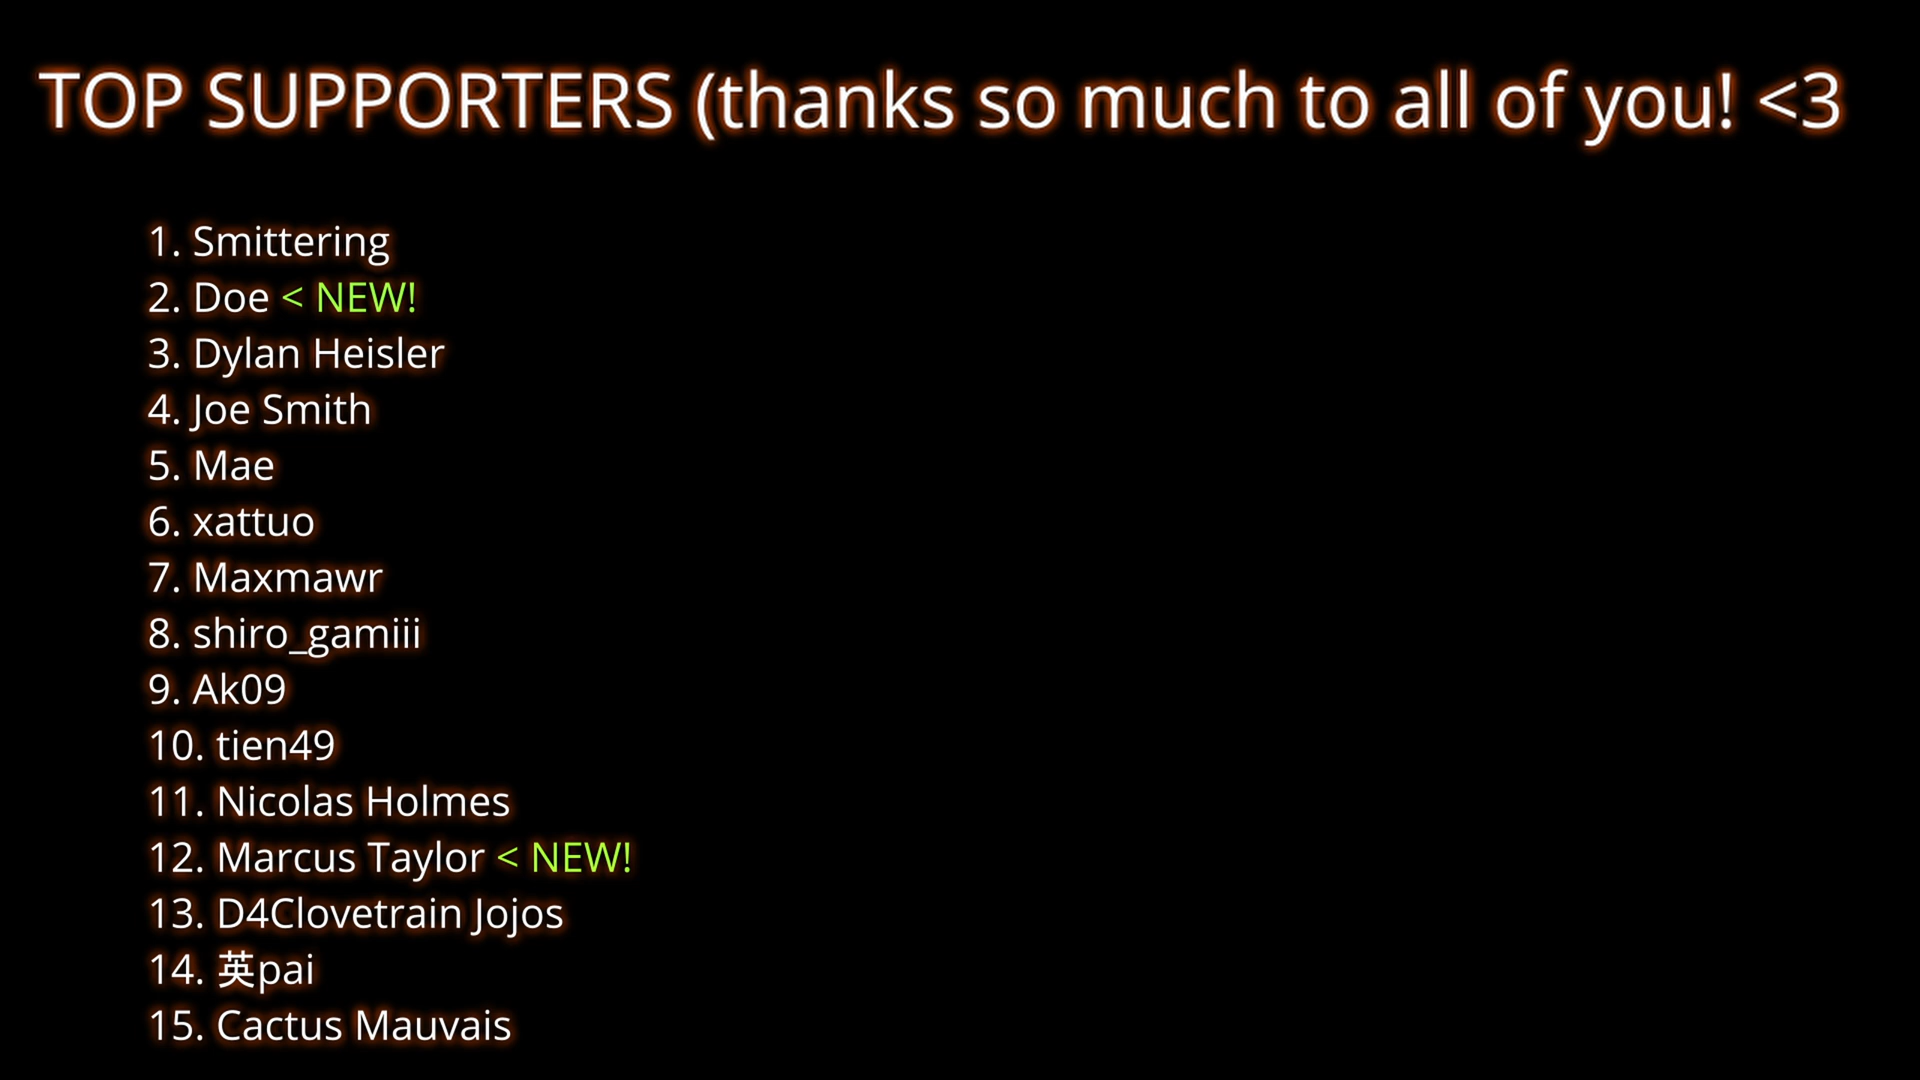 TOP SUPPORTERS (thanks so much to all of you! <3
1. Smittering
2. Doe < NEW!
3. Dylan Heisler
4. Joe Smith
5. Mae
6. xattuo
7. Maxmawr
8. shiro_gamiii
9. Ak09
10. tien49
11. Nicolas Holmes
12. Marcus Taylor < NEW!
13. D4Clovetrain Jojos
14. 英pai
15. Cactus Mauvais